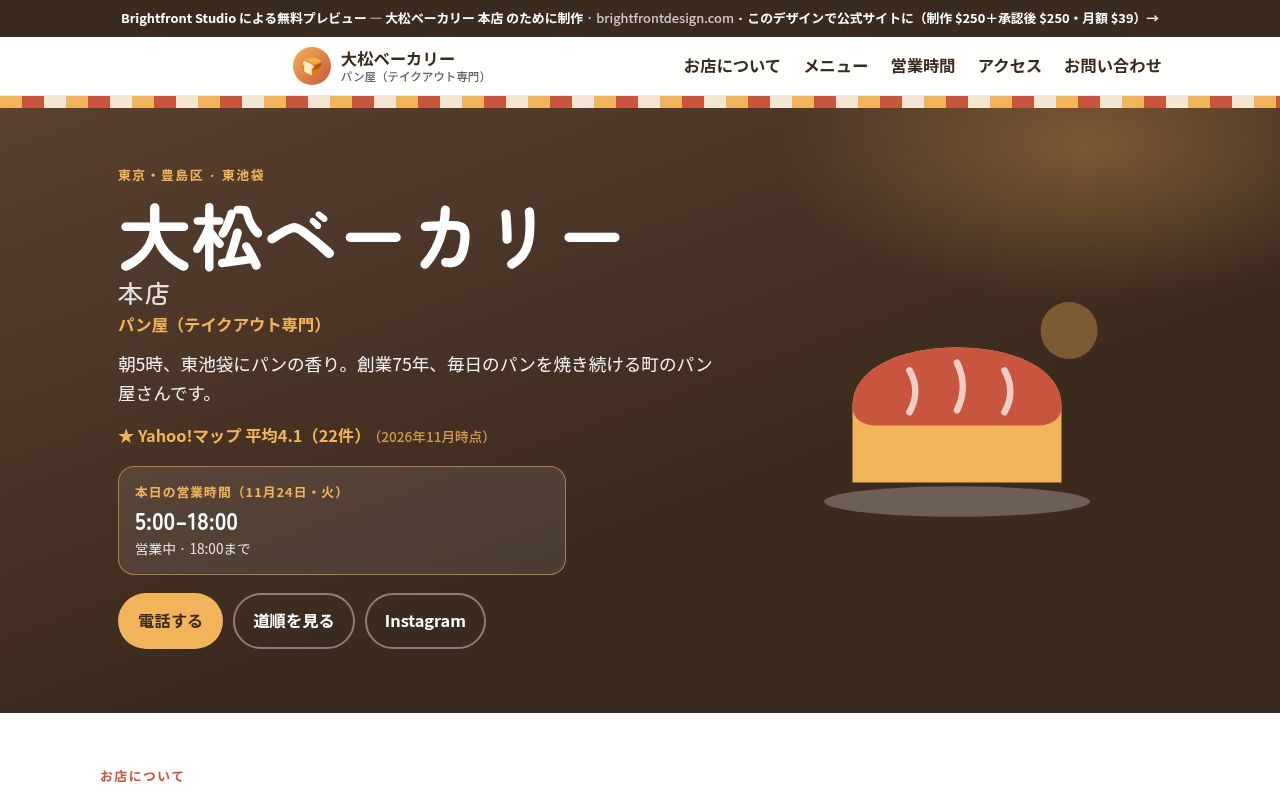 Brightfront Studio による無料プレビュー — 大松ベーカリー 本店 のために制作 · brightfrontdesign.com · このデザインで公式サイトに（制作 $250＋承認後 $250・月額 $39）→
大松ベーカリー
パン屋（テイクアウト専門）
お店について メニュー 営業時間 アクセス お問い合わせ
東京・豊島区 · 東池袋
大松ベーカリー
本店
パン屋（テイクアウト専門）
朝5時、東池袋にパンの香り。創業75年、毎日のパンを焼き続ける町のパン
屋さんです。
★ Yahoo!マップ 平均4.1（22件）（2026年11月時点）
本日の営業時間（11月24日・火）
5:00–18:00
営業中 · 18:00まで
電話する 道順を見る Instagram
お店について